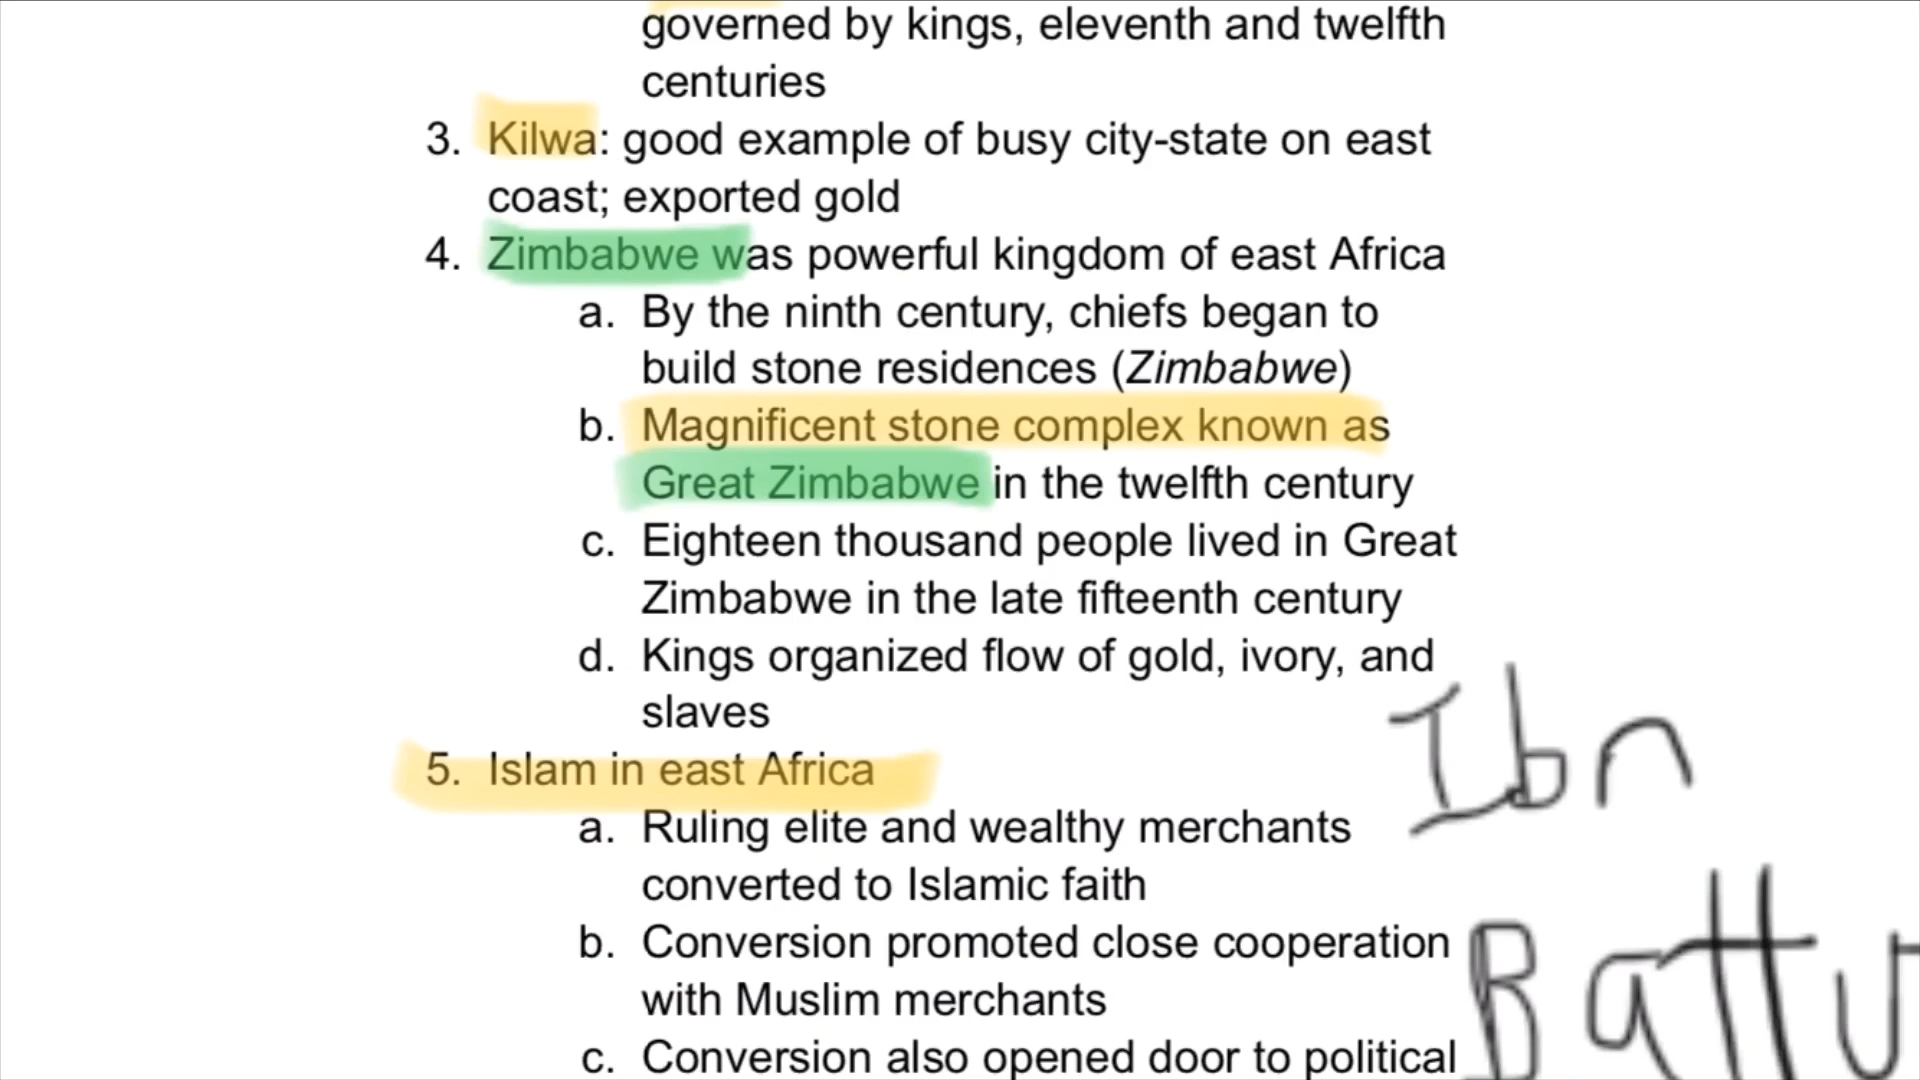 governed by kings, eleventh and twelfth
centuries
3. Kilwa: good example of busy city-state on east
coast; exported gold
4. Zimbabwe was powerful kingdom of east Africa
a. By the ninth century, chiefs began to
build stone residences (Zimbabwe)
b. Magnificent stone complex known as
Great Zimbabwe in the twelfth century
c. Eighteen thousand people lived in Great
Zimbabwe in the late fifteenth century
d. Kings organized flow of gold, ivory, and
slaves
5. Islam in east Africa
a. Ruling elite and wealthy merchants
converted to Islamic faith
b. Conversion promoted close cooperation
with Muslim merchants
c. Conversion also opened door to political
Ibn
Battu